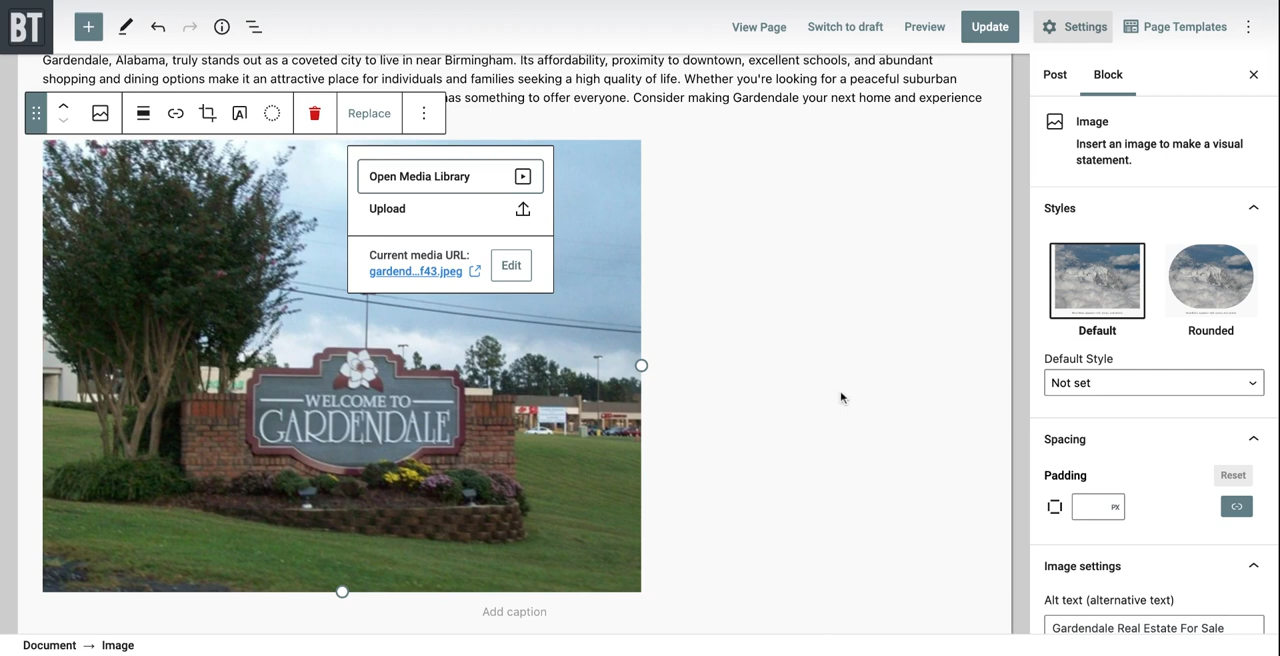 BT
View Page
Switch to draft
Preview
Update
Settings
Page Templates
Gardendale, Alabama, truly stands out as a coveted city to live in near Birmingham. Its affordability, proximity to downtown, excellent schools, and abundant
shopping and dining options make it an attractive place for individuals and families seeking a high quality of life. Whether you're looking for a peaceful suburban
has something to offer everyone. Consider making Gardendale your next home and experience
Replace
Open Media Library
Upload
Current media URL:
gardend...f43.jpeg
Edit
WELCOME TO
GARDENDALE
Add caption
Document → Image
Post
Block
Image
Insert an image to make a visual
statement.
Styles
Default
Rounded
Default Style
Not set
Spacing
Padding
Reset
PX
Image settings
Alt text (alternative text)
Gardendale Real Estate For Sale